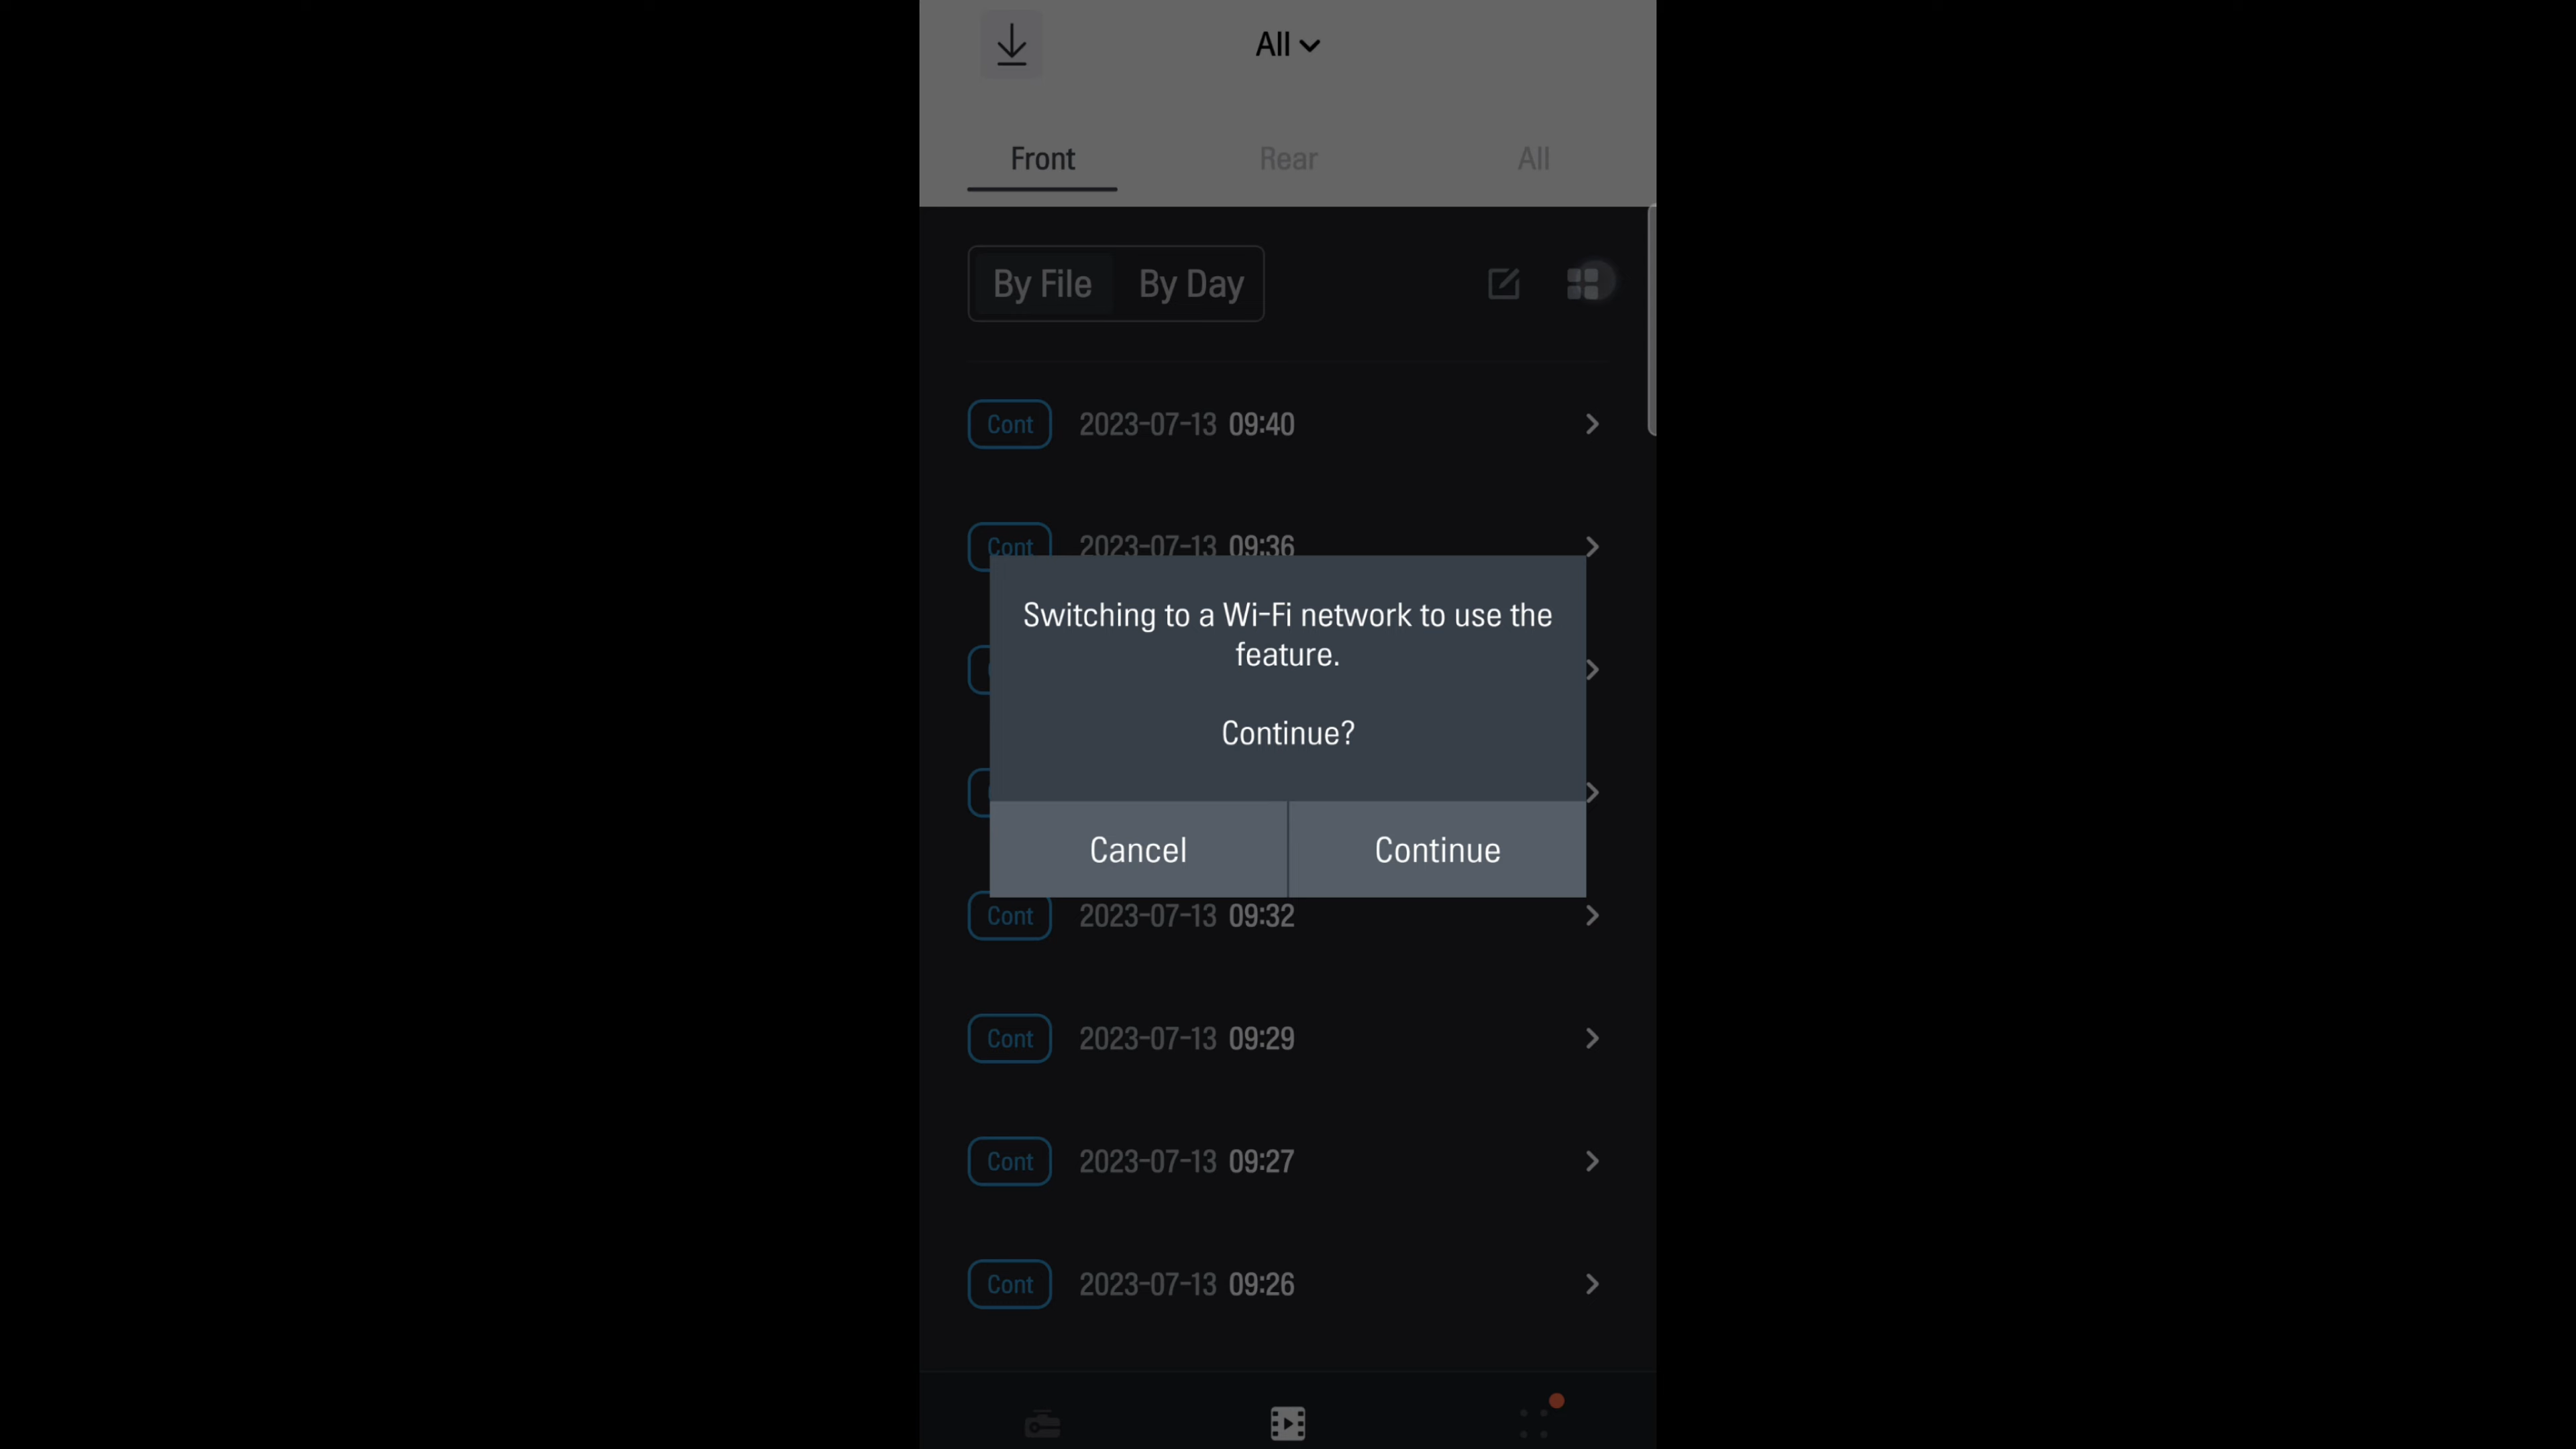 All
Front Rear All
By File By Day
Cont 2023-07-13 09:40
Cont 2023-07-13 09:36
Switching to a Wi-Fi network to use the
feature.
Continue?
Cancel Continue
Cont 2023-07-13 09:32
Cont 2023-07-13 09:29
Cont 2023-07-13 09:27
Cont 2023-07-13 09:26